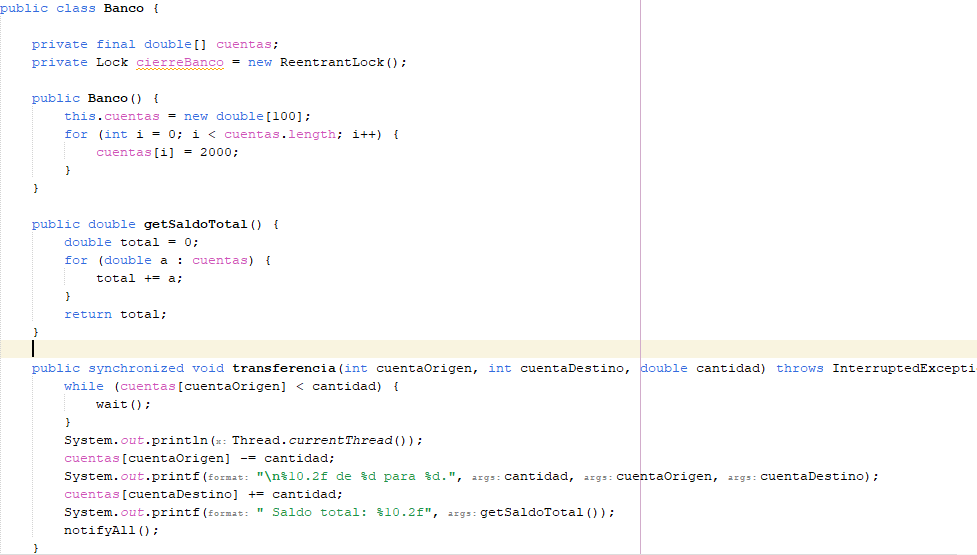 public class Banco {
private final double[] cuentas;
private Lock cierreBanco = new ReentrantLock();
public Banco() {
this.cuentas = new double[100];
for (int i = 0; i < cuentas.length; i++) {
cuentas[i] = 2000;
}
}
public double getSaldoTotal() {
double total = 0;
for (double a : cuentas) {
total += a;
}
return total;
}
public synchronized void transferencia(int cuentaOrigen, int cuentaDestino, double cantidad) throws InterruptedExcepti
while (cuentas[cuentaOrigen] < cantidad) {
wait();
}
System.out.println(x: Thread.currentThread());
cuentas[cuentaOrigen] -= cantidad;
System.out.printf(format: "\n%10.2f de %d para %d.", args: cantidad, args: cuentaOrigen, args: cuentaDestino);
cuentas[cuentaDestino] += cantidad;
System.out.printf(format: " Saldo total: %10.2f", args: getSaldoTotal());
notifyAll();
}